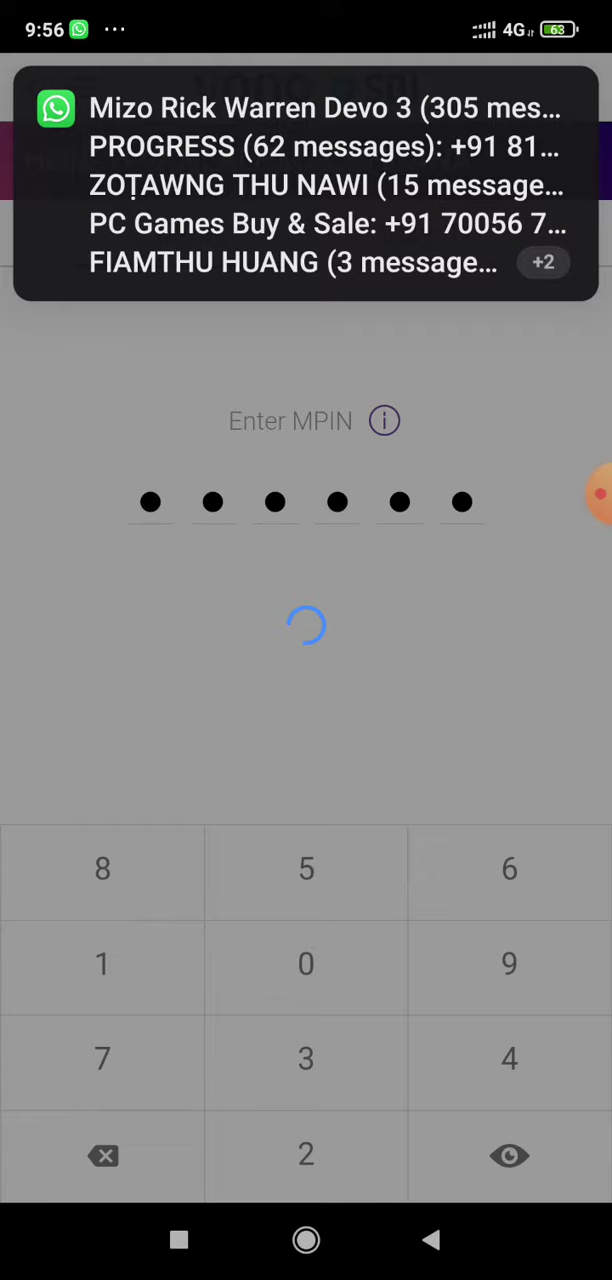 9:56
4G
63
Mizo Rick Warren Devo 3 (305 mes...
PROGRESS (62 messages): +91 81...
ZOṬAWNG THU NAWI (15 message...
PC Games Buy & Sale: +91 70056 7...
FIAMTHU HUANG (3 message...
+2
Enter MPIN
8 5 6
1 0 9
7 3 4
2